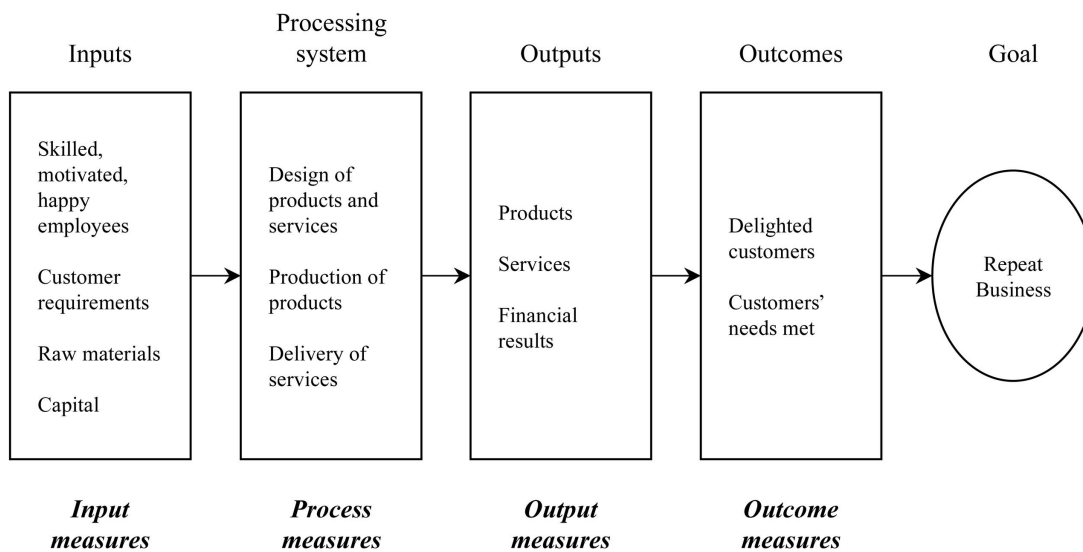 Inputs
Processing
system
Outputs
Outcomes
Goal
Skilled,
motivated,
happy
employees
Customer
requirements
Raw materials
Capital
Design of
products and
services
Production of
products
Delivery of
services
Products
Services
Financial
results
Delighted
customers
Customers’
needs met
Repeat
Business
Input
measures
Process
measures
Output
measures
Outcome
measures